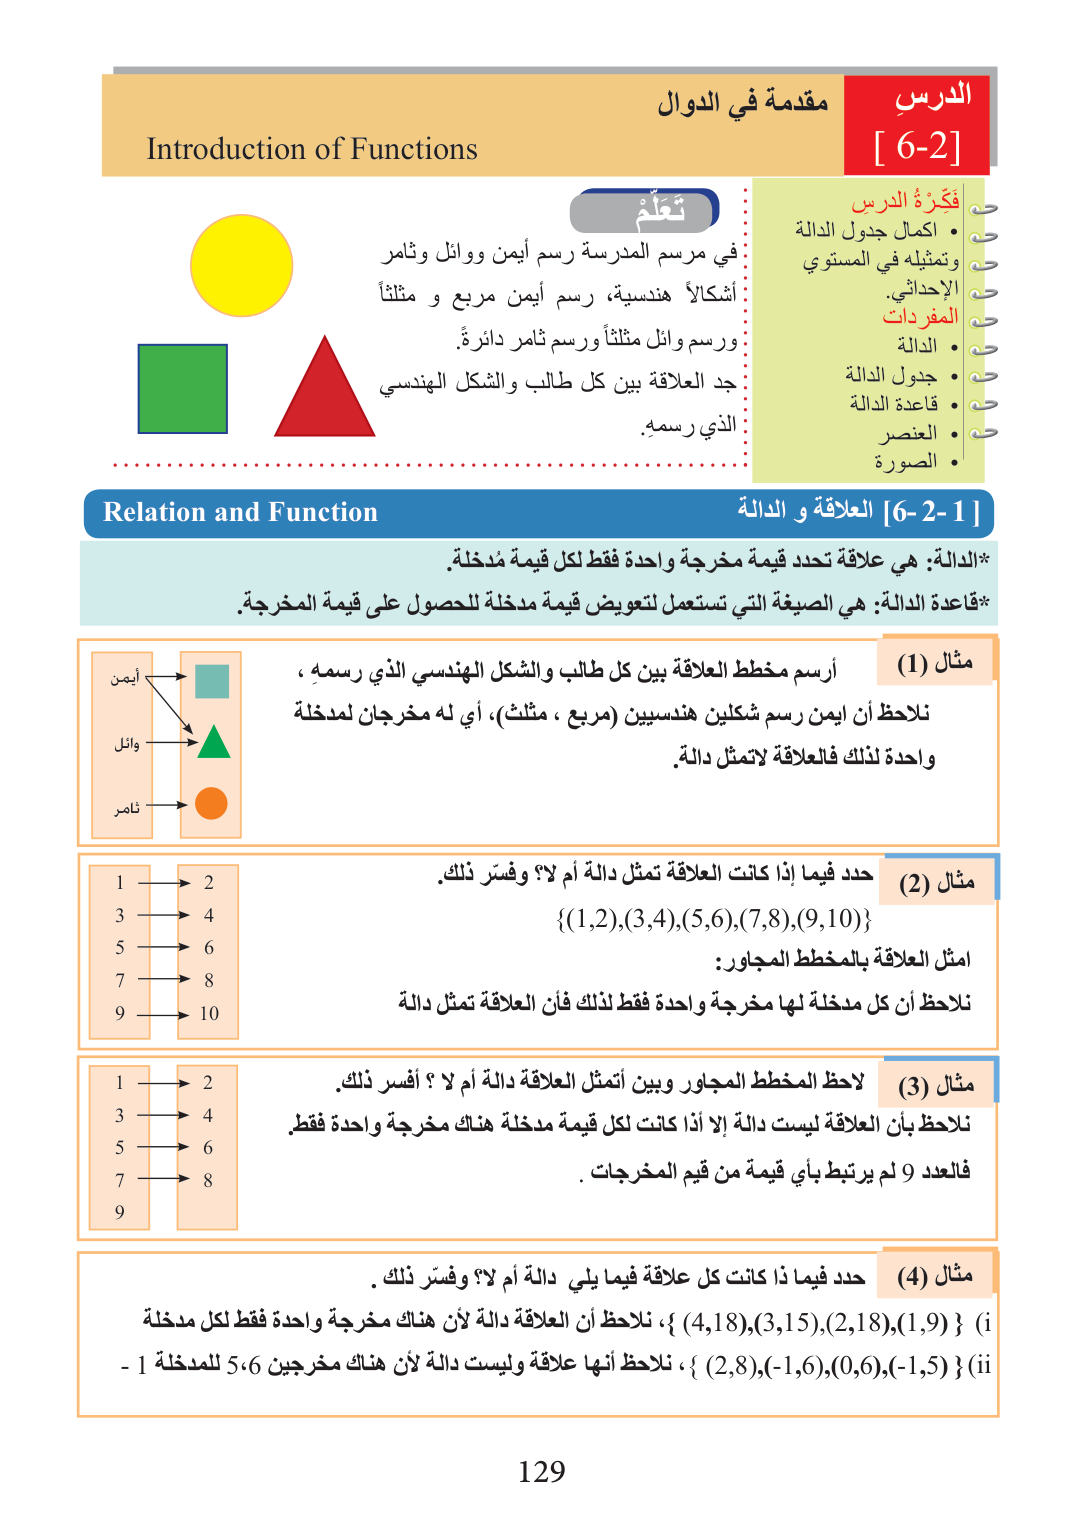 الدرسِ
[6-2]
مقدمة في الدوال
Introduction of Functions
فَكِّرْةُ الدرسِ
• اكمال جدول الدالة
وتمثيله في المستوي
الإحداثي.
المفردات
• الدالة
• جدول الدالة
• قاعدة الدالة
• العنصر
• الصورة
تَعَلّمْ
في مرسم المدرسة رسم أيمن ووائل وثامر
أشكالاً هندسية، رسم أيمن مربع و مثلثاً
ورسم وائل مثلثاً ورسم ثامر دائرةً.
جد العلاقة بين كل طالب والشكل الهندسي
الذي رسمهِ.
[6-2-1] العلاقة و الدالة
Relation and Function
*الدالة: هي علاقة تحدد قيمة مخرجة واحدة فقط لكل قيمة مُدخلة.
*قاعدة الدالة: هي الصيغة التي تستعمل لتعويض قيمة مدخلة للحصول على قيمة المخرجة.
مثال (1)
أرسم مخطط العلاقة بين كل طالب والشكل الهندسي الذي رسمهِ ،
نلاحظ أن ايمن رسم شكلين هندسيين (مربع ، مثلث)، أي له مخرجان لمدخلة
واحدة لذلك فالعلاقة لاتمثل دالة.
أيمن
وائل
ثامر
مثال (2)
حدد فيما إذا كانت العلاقة تمثل دالة أم لا؟ وفسّر ذلك.
{(1,2),(3,4),(5,6),(7,8),(9,10)}
امثل العلاقة بالمخطط المجاور:
نلاحظ أن كل مدخلة لها مخرجة واحدة فقط لذلك فأن العلاقة تمثل دالة
1 2
3 4
5 6
7 8
9 10
مثال (3)
لاحظ المخطط المجاور وبين أتمثل العلاقة دالة أم لا ؟ أفسر ذلك.
نلاحظ بأن العلاقة ليست دالة إلا أذا كانت لكل قيمة مدخلة هناك مخرجة واحدة فقط.
فالعدد 9 لم يرتبط بأي قيمة من قيم المخرجات .
1 2
3 4
5 6
7 8
9
مثال (4)
حدد فيما ذا كانت كل علاقة فيما يلي دالة أم لا؟ وفسّر ذلك .
i) { (4,18),(3,15),(2,18),(1,9) }، نلاحظ أن العلاقة دالة لأن هناك مخرجة واحدة فقط لكل مدخلة
ii) { (2,8),(-1,6),(0,6),(-1,5) }، نلاحظ أنها علاقة وليست دالة لأن هناك مخرجين 5،6 للمدخلة 1 -
129